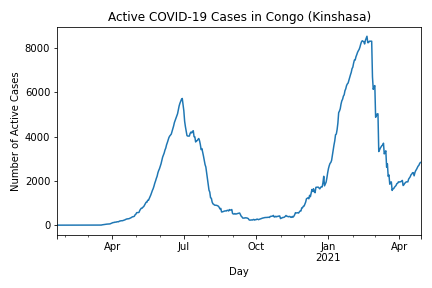 Active COVID-19 Cases in Congo (Kinshasa)
Number of Active Cases
8000
6000
4000
2000
0
Apr
Jul
Oct
Jan
2021
Apr
Day